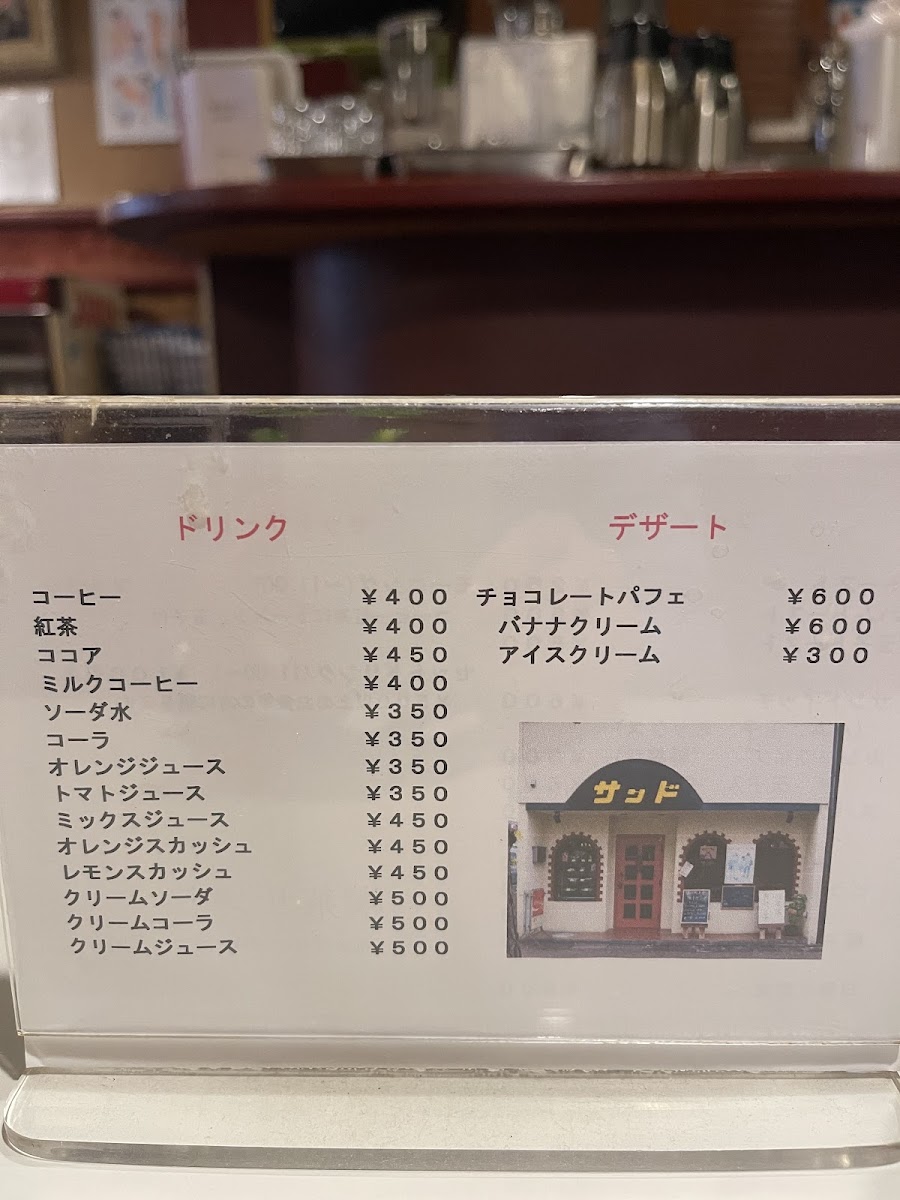 ドリンク
コーヒー ￥４００
紅茶 ￥４００
ココア ￥４５０
ミルクコーヒー ￥４００
ソーダ水 ￥３５０
コーラ ￥３５０
オレンジジュース ￥３５０
トマトジュース ￥３５０
ミックスジュース ￥４５０
オレンジスカッシュ ￥４５０
レモンスカッシュ ￥４５０
クリームソーダ ￥５００
クリームコーラ ￥５００
クリームジュース ￥５００
デザート
チョコレートパフェ ￥６００
バナナクリーム ￥６００
アイスクリーム ￥３００
サンド